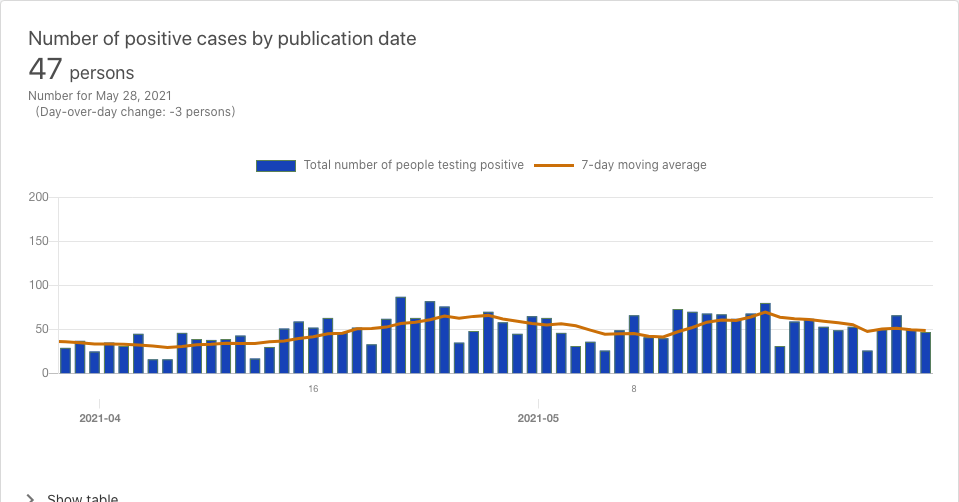 Number of positive cases by publication date
47 persons
Number for May 28, 2021
(Day-over-day change: -3 persons)
Total number of people testing positive 7-day moving average
200
150
100
50
0
16 8
2021-04 2021-05
Show table